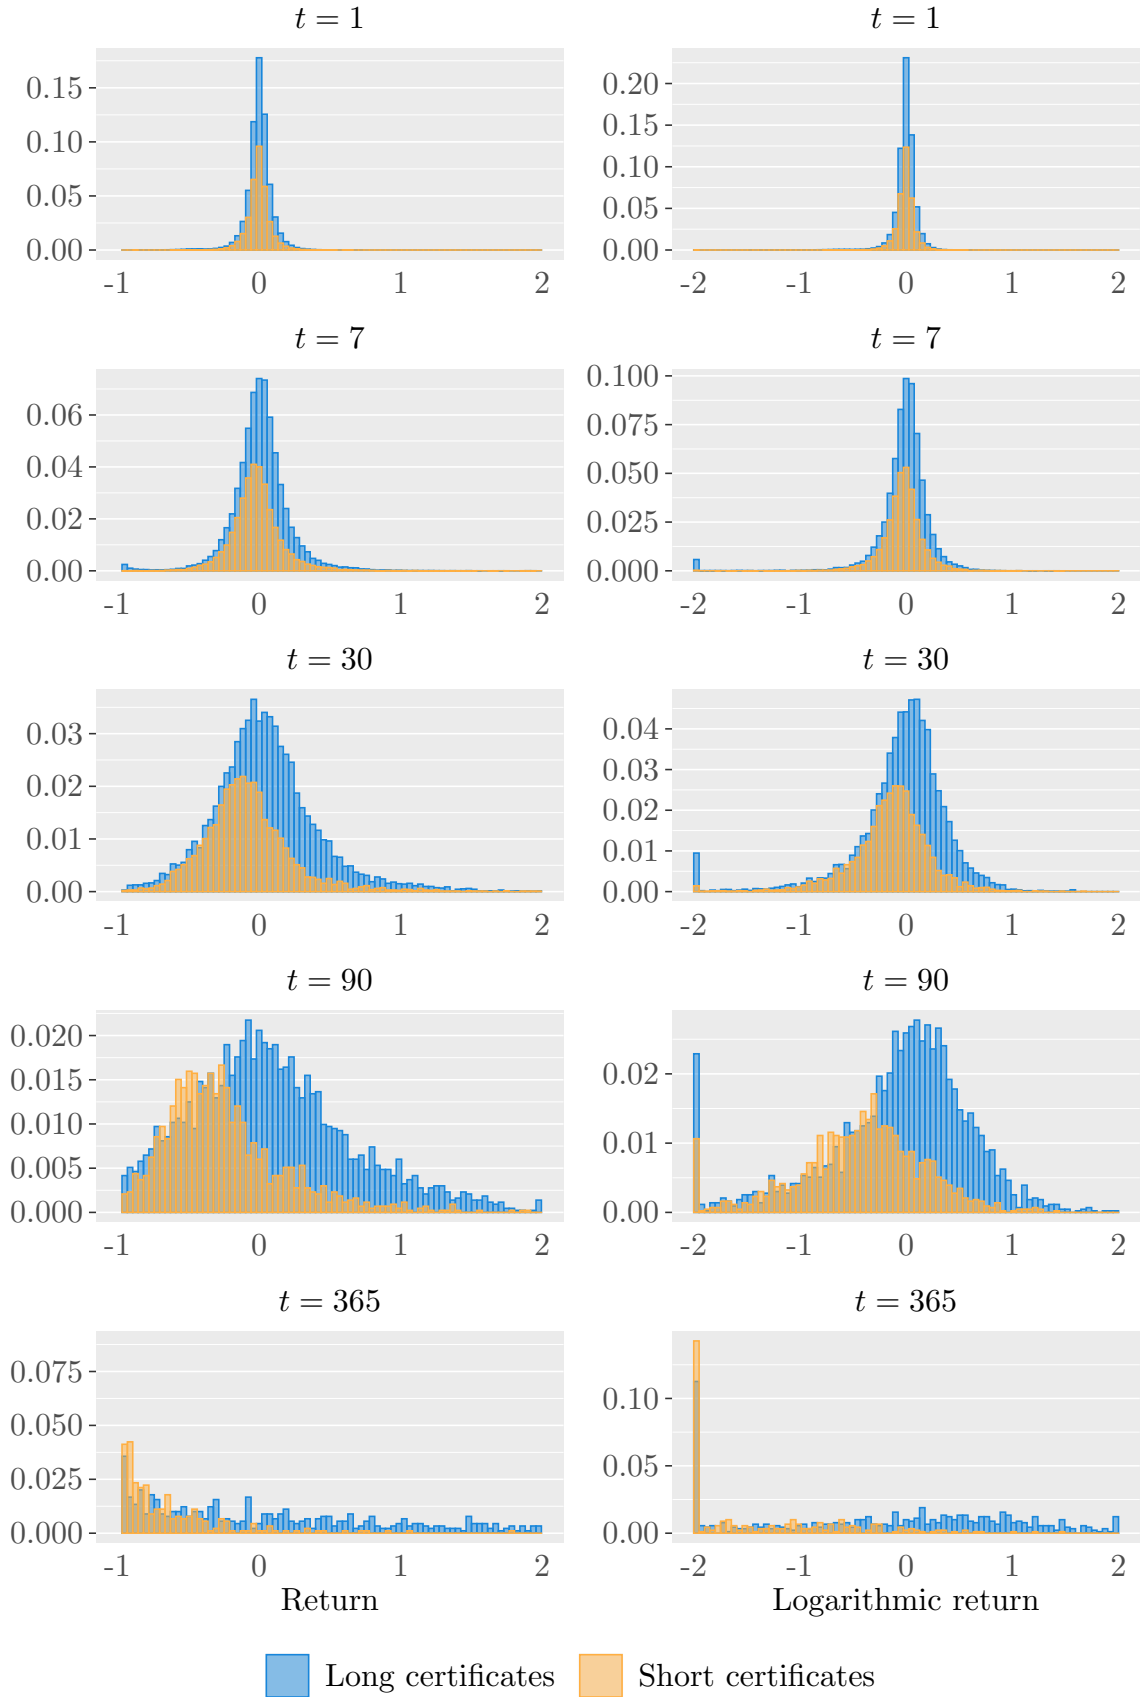 t = 1 t = 1
0.15
0.10
0.05
0.00
-1 0 1 2
0.20
0.15
0.10
0.05
0.00
-2 -1 0 1 2
t = 7 t = 7
0.06
0.04
0.02
0.00
-1 0 1 2
0.100
0.075
0.050
0.025
0.000
-2 -1 0 1 2
t = 30 t = 30
0.03
0.02
0.01
0.00
-1 0 1 2
0.04
0.03
0.02
0.01
0.00
-2 -1 0 1 2
t = 90 t = 90
0.020
0.015
0.010
0.005
0.000
-1 0 1 2
0.02
0.01
0.00
-2 -1 0 1 2
t = 365 t = 365
0.075
0.050
0.025
0.000
-1 0 1 2
Return
0.10
0.05
0.00
-2 -1 0 1 2
Logarithmic return
Long certificates Short certificates